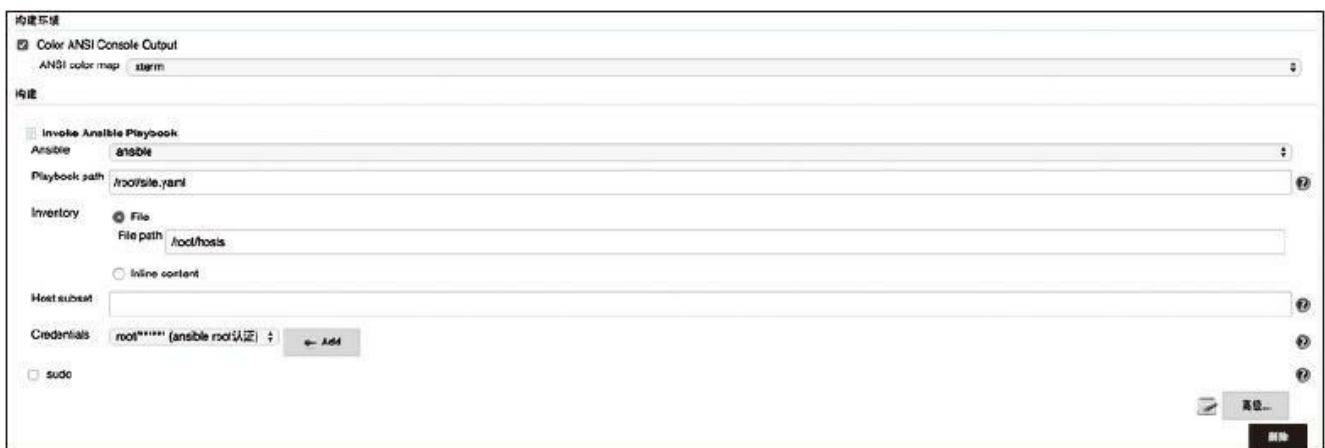 构建环境
Color ANSI Console Output
ANSI color map xterm
构建
Invoke Ansible Playbook
Ansible ansible
Playbook path /root/site.yaml
Inventory File
File path /root/hosts
Inline content
Host subset
Credentials root****** (ansible root认证) Add
sudo
高级...
删除